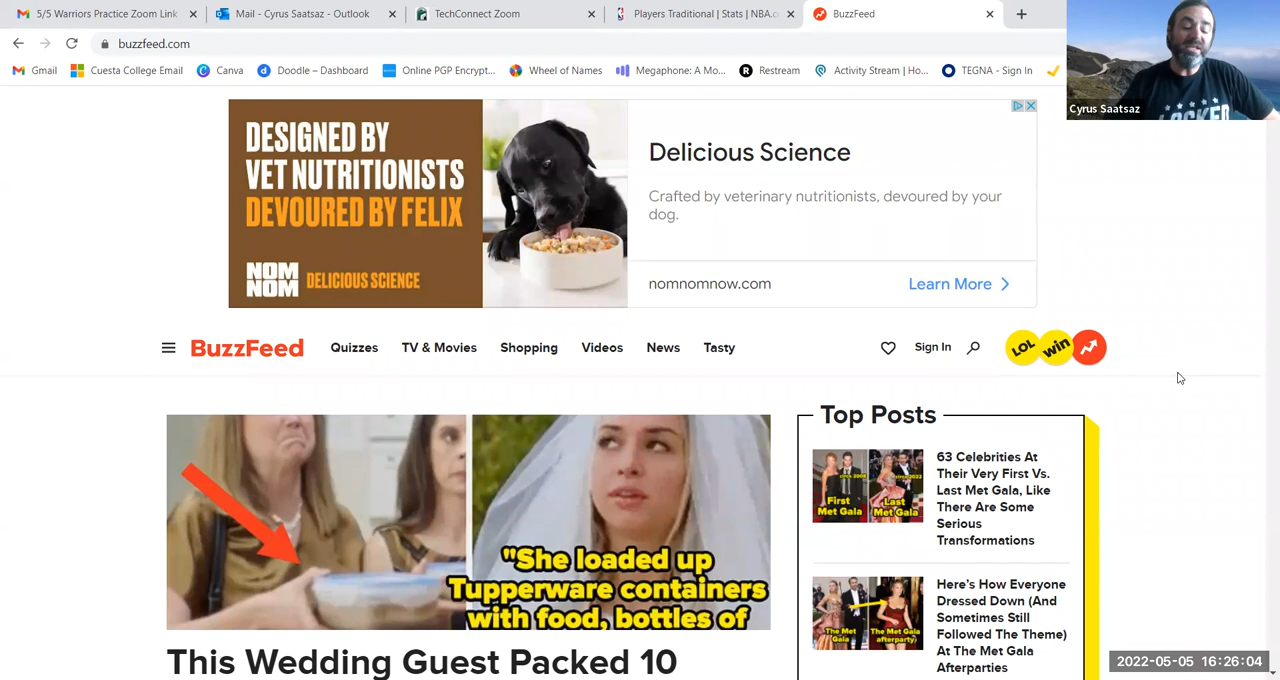 5/5 Warriors Practice Zoom Link
Mail - Cyrus Saatsaz - Outlook
TechConnect Zoom
Players Traditional | Stats | NBA.c
BuzzFeed
buzzfeed.com
Gmail
Cuesta College Email
Canva
Doodle – Dashboard
Online PGP Encrypt...
Wheel of Names
Megaphone: A Mo...
Restream
Activity Stream | Ho...
TEGNA - Sign In
LOCKED
Cyrus Saatsaz
DESIGNED BY
VET NUTRITIONISTS
DEVOURED BY FELIX
NOM
NOM
DELICIOUS SCIENCE
Delicious Science
Crafted by veterinary nutritionists, devoured by your
dog.
nomnomnow.com
Learn More
BuzzFeed
Quizzes
TV & Movies
Shopping
Videos
News
Tasty
Sign In
LOL
win
"She loaded up
Tupperware containers
with food, bottles of
This Wedding Guest Packed 10
Top Posts
circa 2008
First
Met Gala
circa 2022
Last
Met Gala
63 Celebrities At
Their Very First Vs.
Last Met Gala, Like
There Are Some
Serious
Transformations
The Met
Gala
The Met Gala
afterparty
Here's How Everyone
Dressed Down (And
Sometimes Still
Followed The Theme)
At The Met Gala
Afterparties
2022-05-05 16:26:04